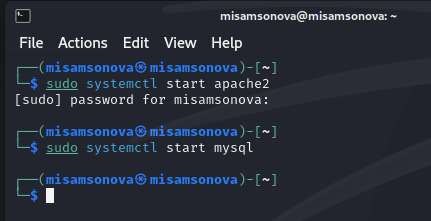 misamsonova@misamsonova: ~
File Actions Edit View Help
┌──(misamsonova㉿misamsonova)-[~]
└─$ sudo systemctl start apache2
[sudo] password for misamsonova:
┌──(misamsonova㉿misamsonova)-[~]
└─$ sudo systemctl start mysql
┌──(misamsonova㉿misamsonova)-[~]
└─$